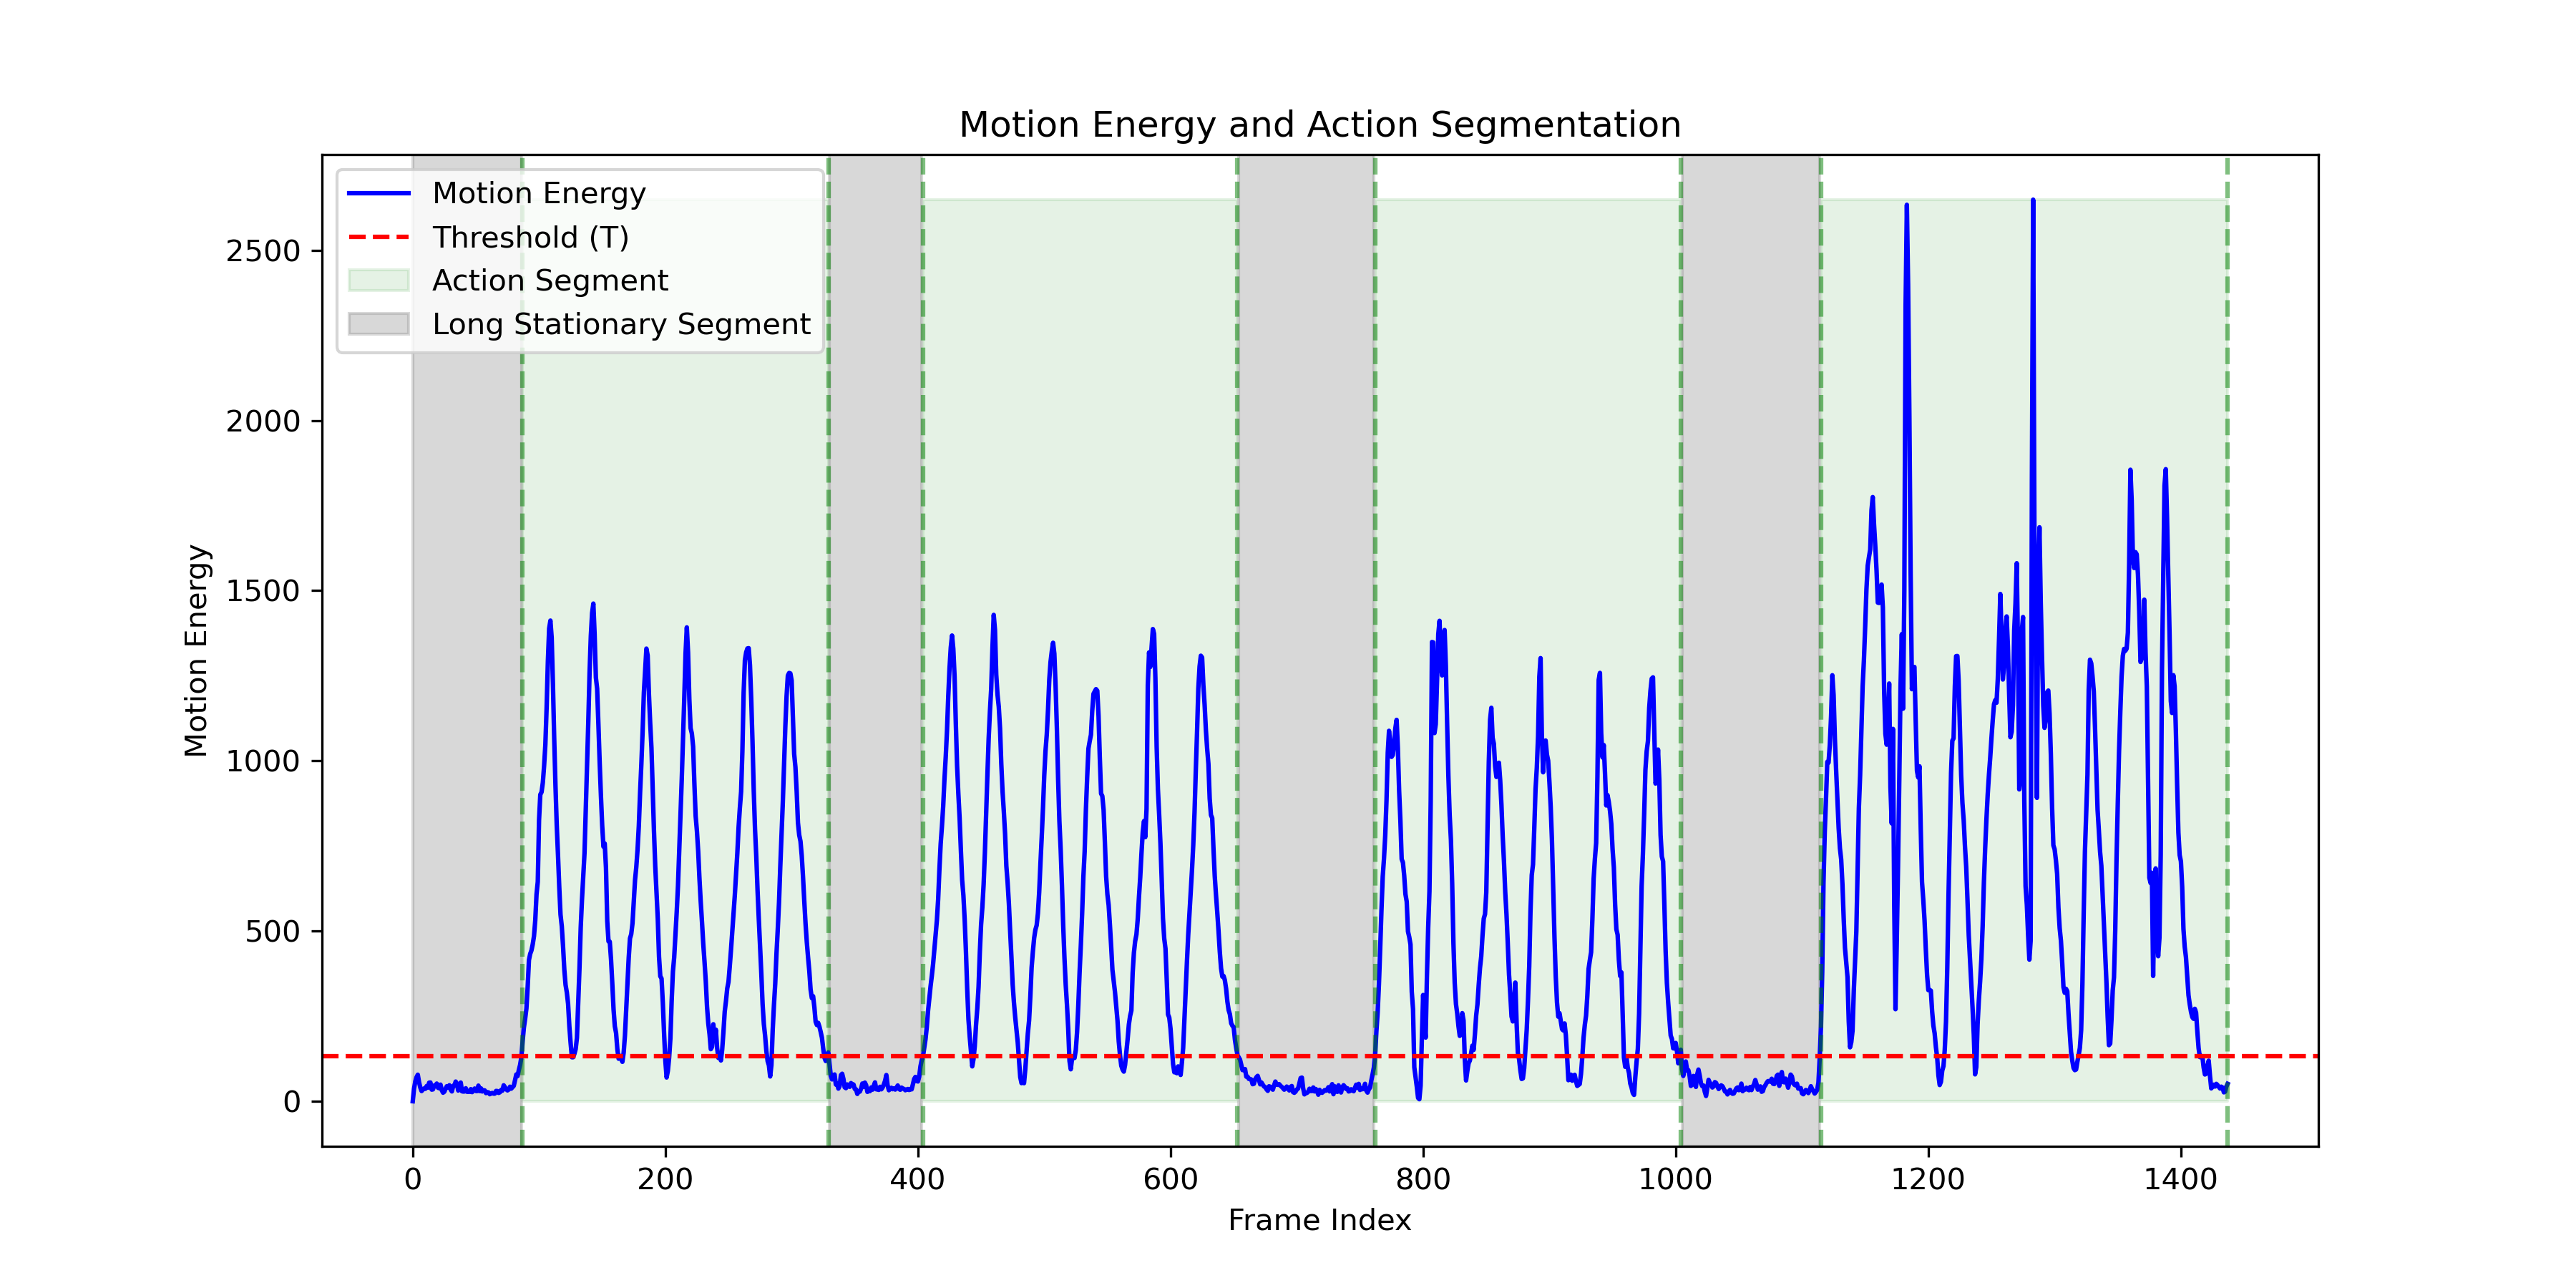 Motion Energy and Action Segmentation
Motion Energy
Threshold (T)
Action Segment
Long Stationary Segment
2500
2000
1500
1000
500
0
Motion Energy
0 200 400 600 800 1000 1200 1400
Frame Index